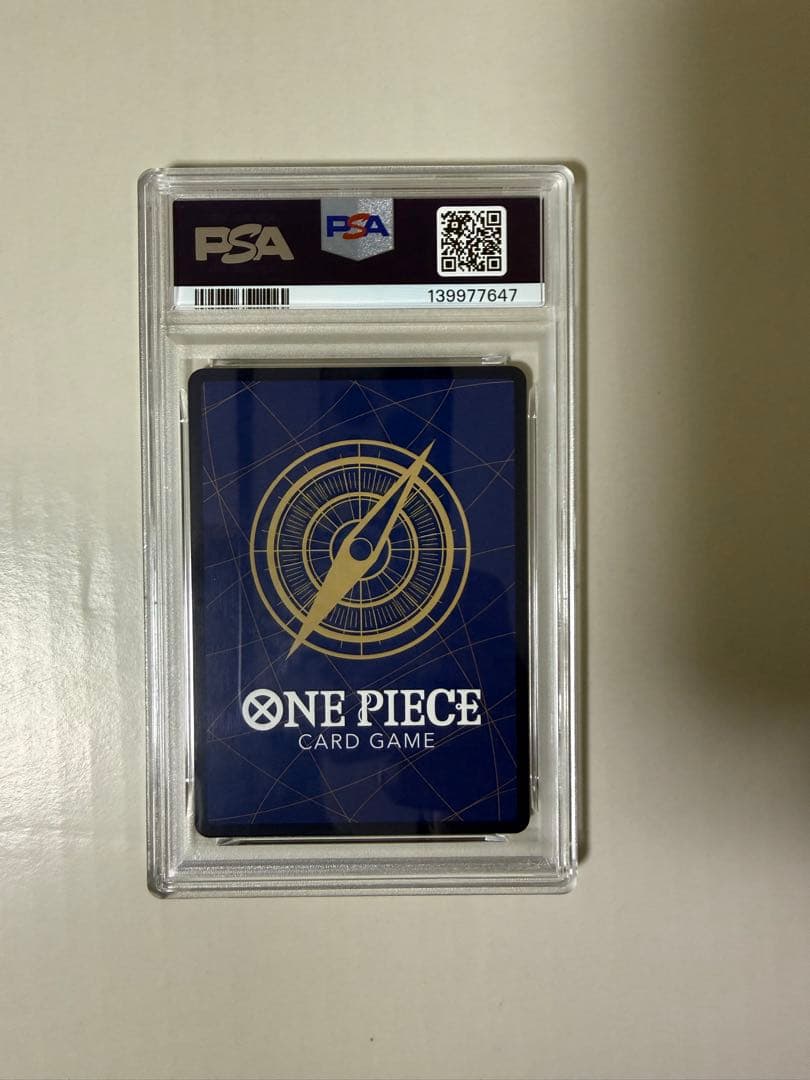 PSA
PSA
139977647
ONE PIECE
CARD GAME